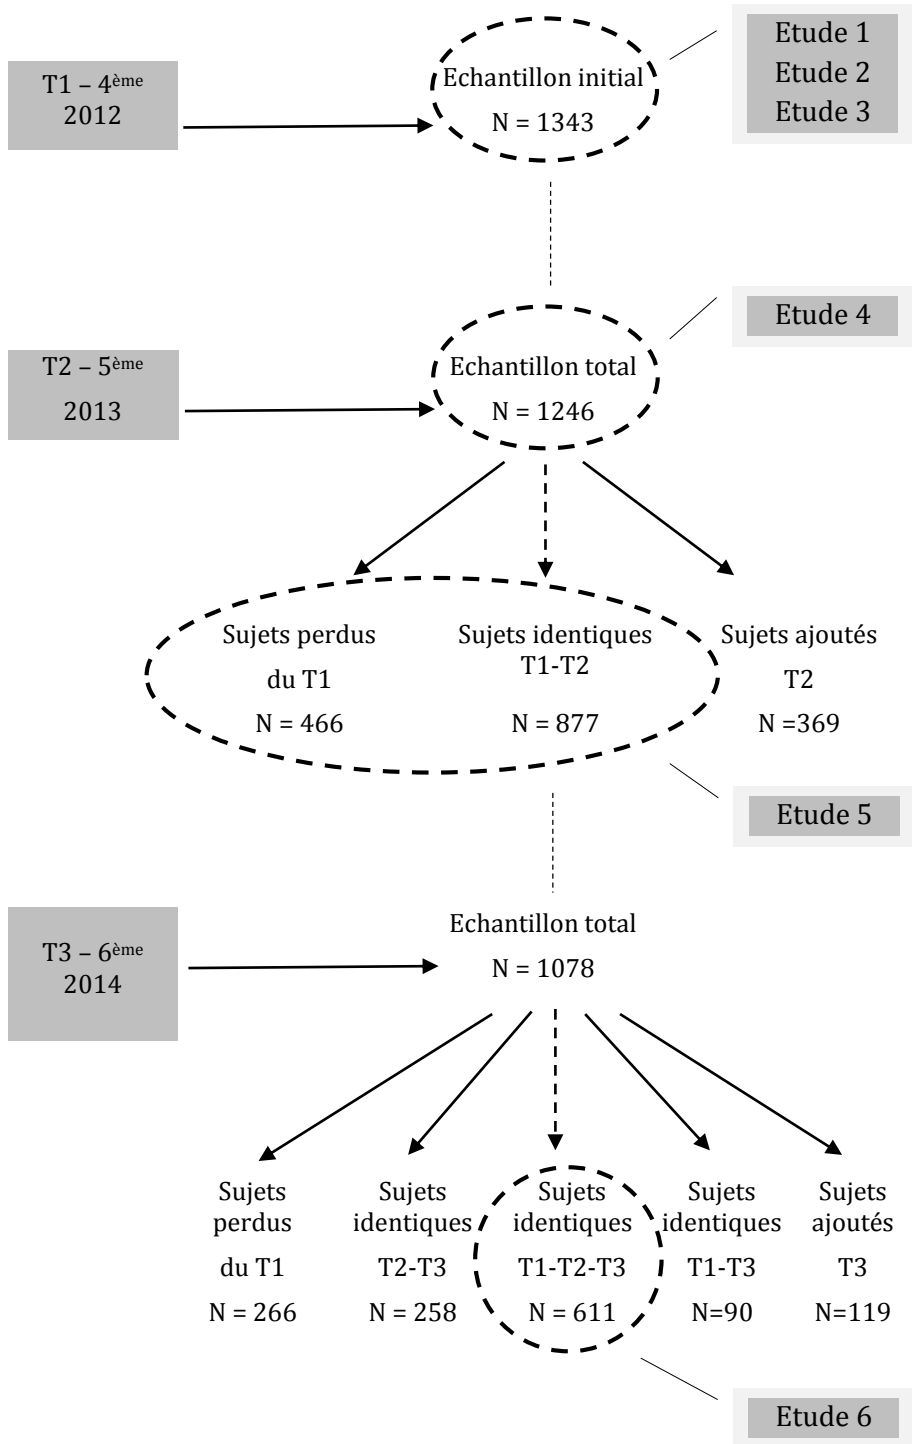 Etude 1
Etude 2
Etude 3
T1 – 4ème
2012
Echantillon initial
N = 1343
Etude 4
T2 – 5ème
2013
Echantillon total
N = 1246
Sujets perdus
du T1
N = 466
Sujets identiques
T1-T2
N = 877
Sujets ajoutés
T2
N =369
Etude 5
T3 – 6ème
2014
Echantillon total
N = 1078
Sujets
perdus
du T1
N = 266
Sujets
identiques
T2-T3
N = 258
Sujets
identiques
T1-T2-T3
N = 611
Sujets
identiques
T1-T3
N=90
Sujets
ajoutés
T3
N=119
Etude 6